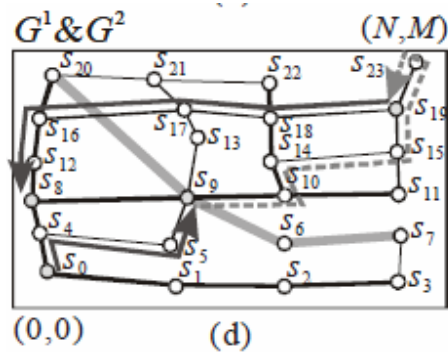 G¹&G² (N,M)
S20 S21 S22 S23
S16 S17 S18 S19
S13
S12 S14 S15
S8 S9 S10 S11
S4 S5 S6 S7
S0 S1 S2 S3
(0,0) (d)